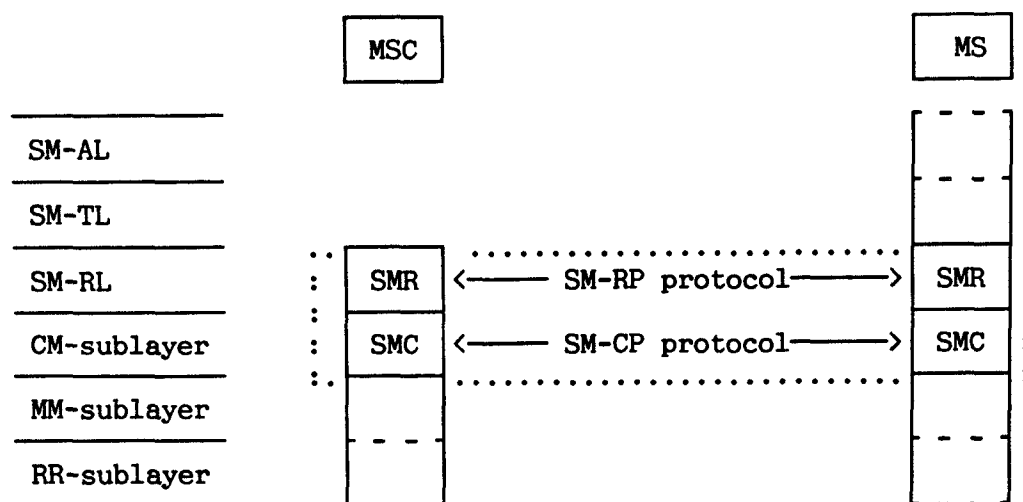 MSC MS
SM-AL
SM-TL
SM-RL SMR <—— SM-RP protocol ——> SMR
CM-sublayer SMC <—— SM-CP protocol ——> SMC
MM-sublayer
RR-sublayer